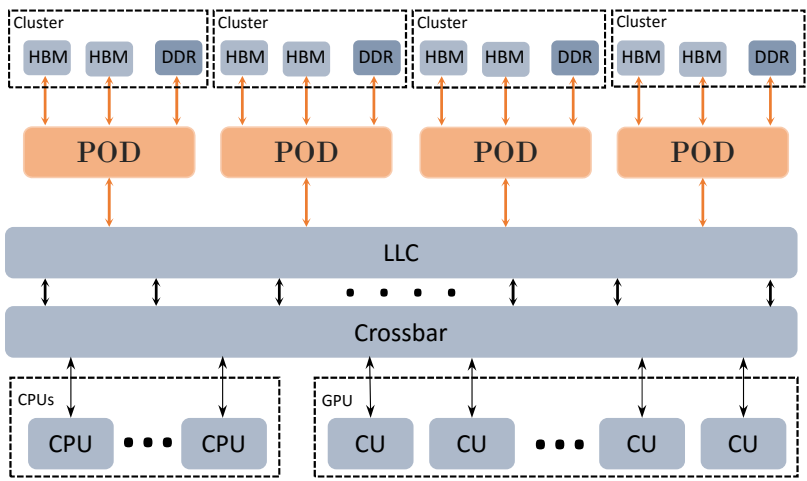 Cluster
Cluster
Cluster
Cluster
HBM HBM DDR
HBM HBM DDR
HBM HBM DDR
HBM HBM DDR
POD
POD
POD
POD
LLC
Crossbar
CPUs
GPU
CPU
CPU
CU
CU
CU
CU